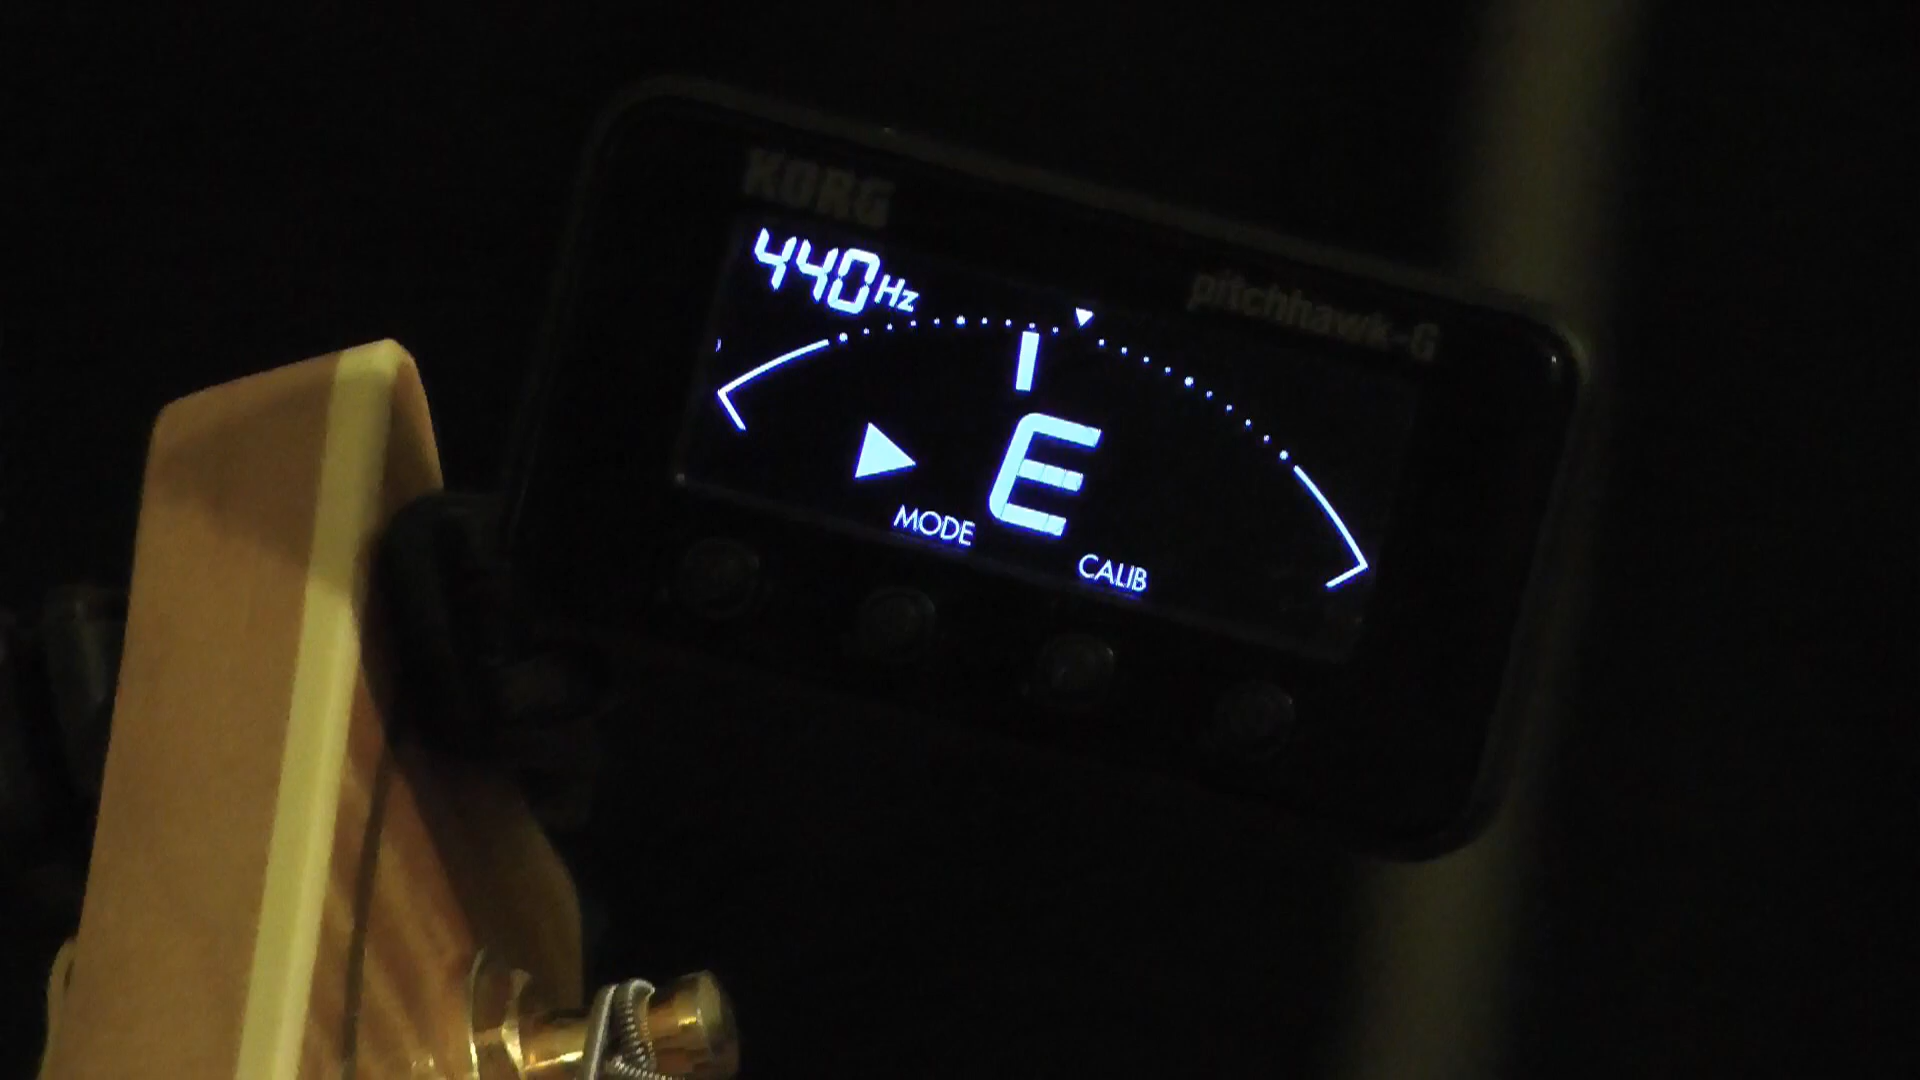 KORG
440Hz
pitchhawk-G
E
MODE
CALIB